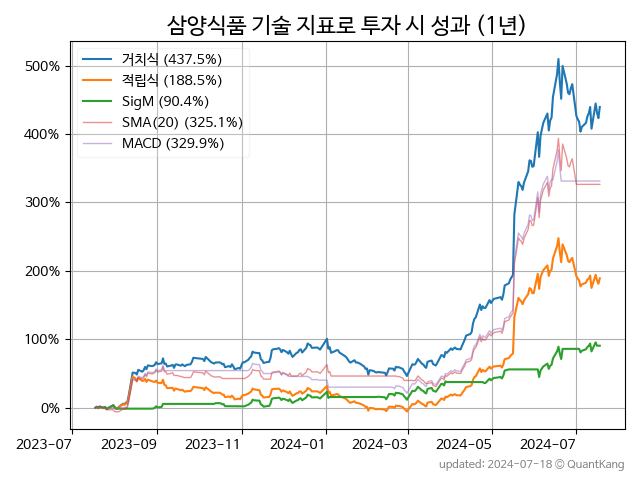 삼양식품 기술 지표로 투자 시 성과 (1년)
거치식 (437.5%)
적립식 (188.5%)
SigM (90.4%)
SMA(20) (325.1%)
MACD (329.9%)
500%
400%
300%
200%
100%
0%
2023-07 2023-09 2023-11 2024-01 2024-03 2024-05 2024-07
updated: 2024-07-18 ⓒ QuantKang